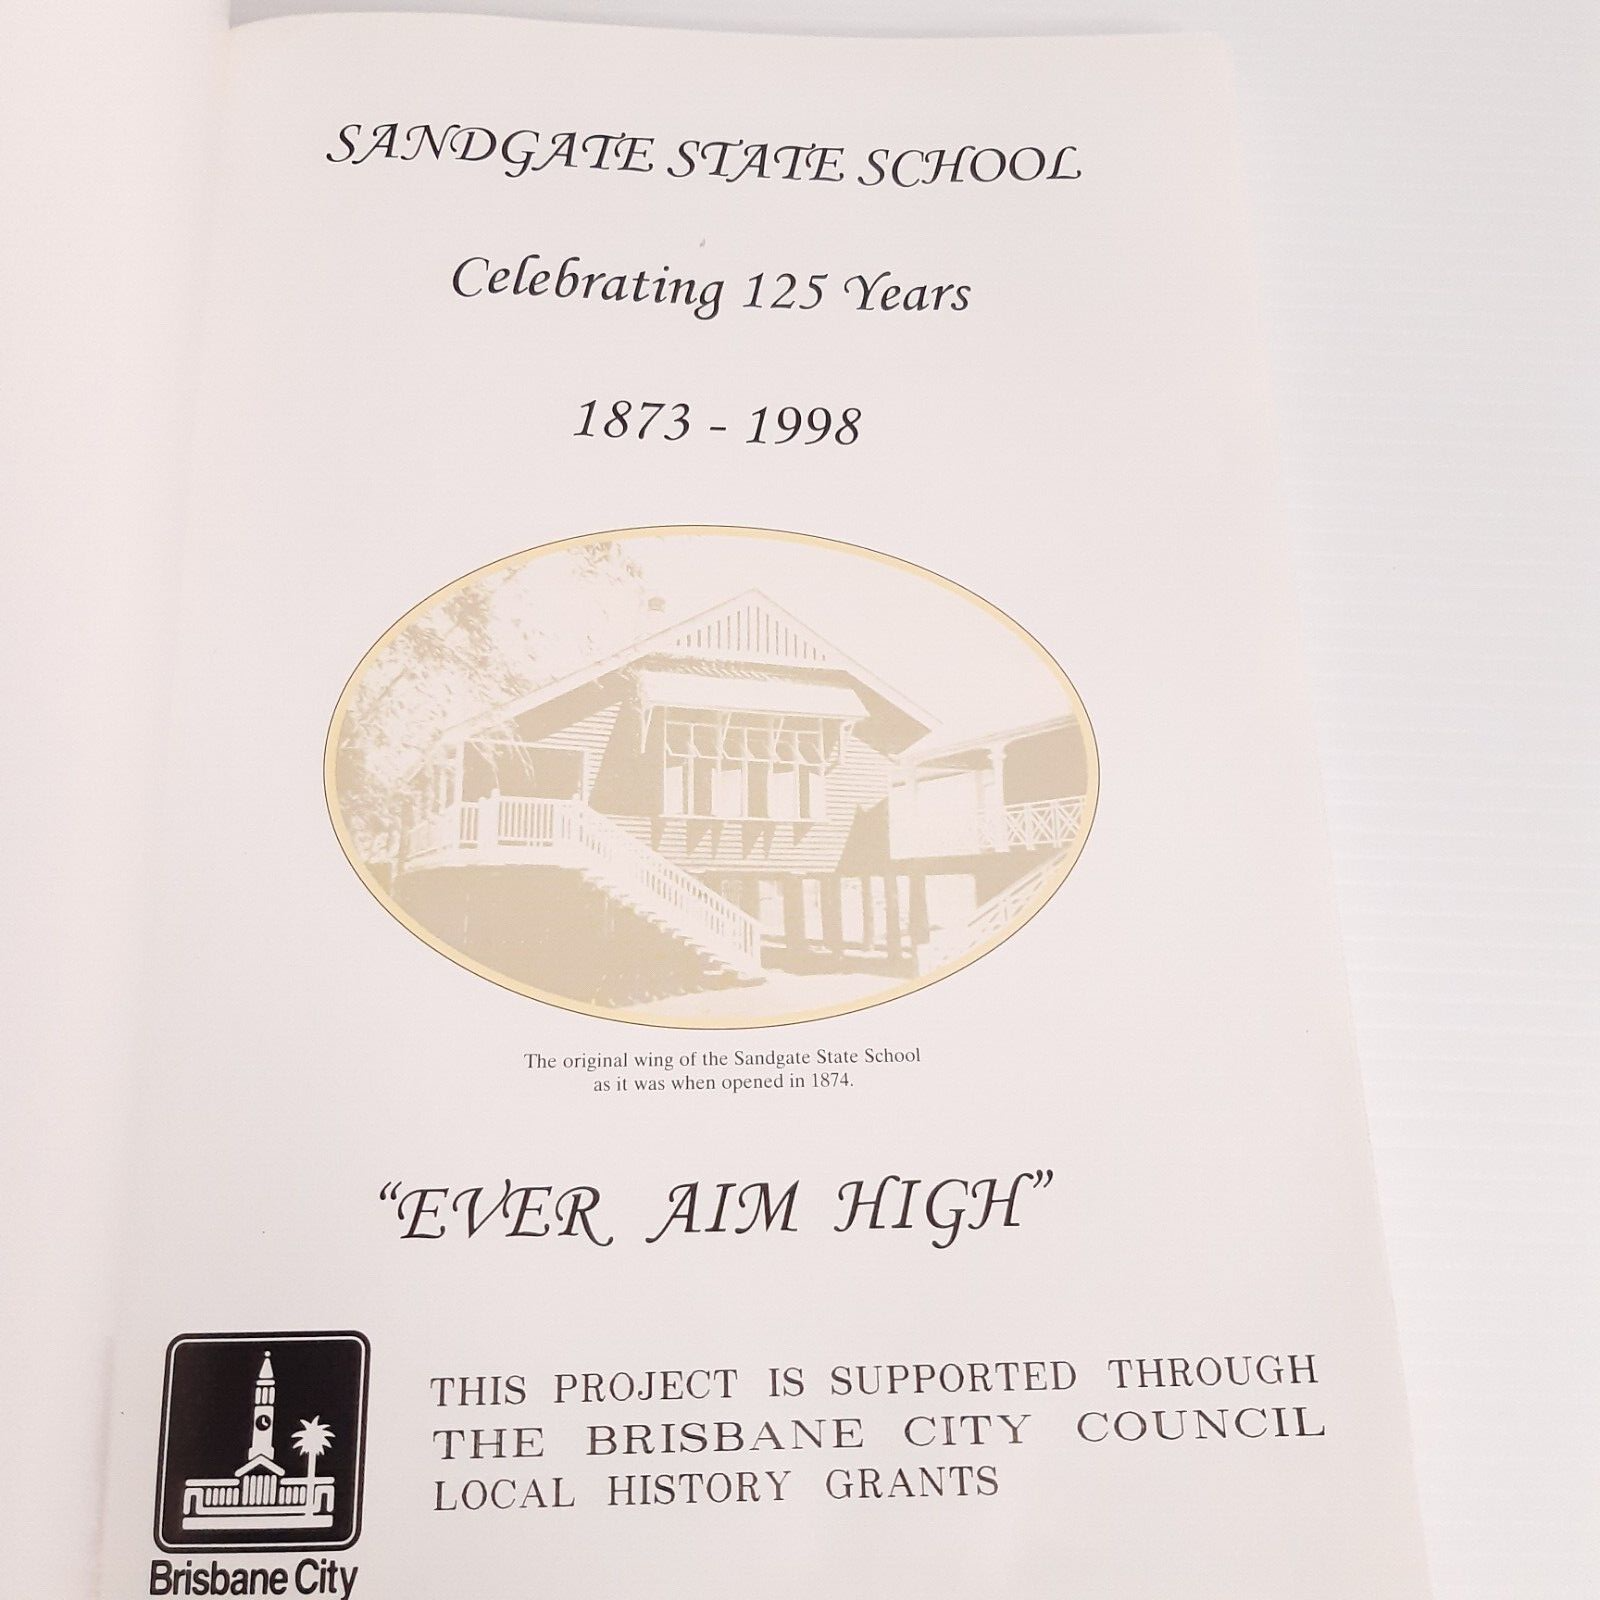 SANDGATE STATE SCHOOL
Celebrating 125 Years
1873 - 1998
The original wing of the Sandgate State School
as it was when opened in 1874.
“EVER AIM HIGH”
THIS PROJECT IS SUPPORTED THROUGH
THE BRISBANE CITY COUNCIL
LOCAL HISTORY GRANTS
Brisbane City